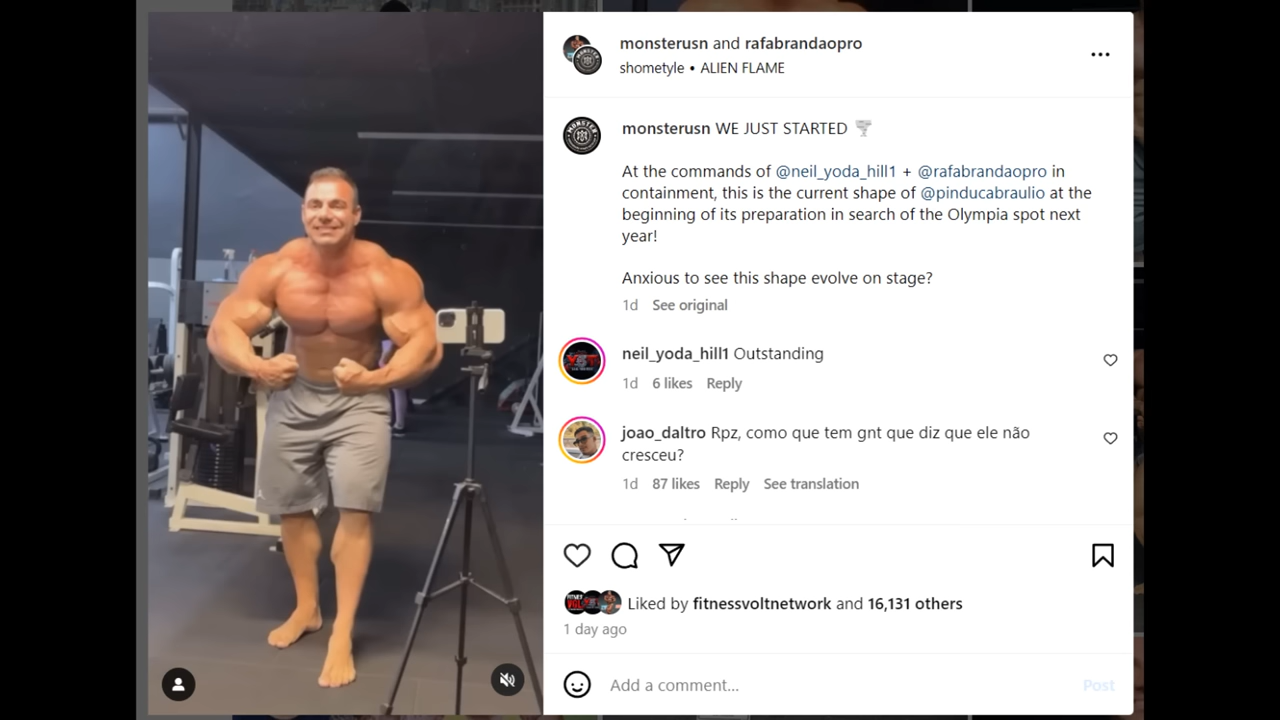 monsterusn and rafabrandaopro
shometyle • ALIEN FLAME
monsterusn WE JUST STARTED
At the commands of @neil_yoda_hill1 + @rafabrandaopro in
containment, this is the current shape of @pinducabraulio at the
beginning of its preparation in search of the Olympia spot next
year!
Anxious to see this shape evolve on stage?
1d See original
neil_yoda_hill1 Outstanding
1d 6 likes Reply
joao_daltro Rpz, como que tem gnt que diz que ele não
cresceu?
1d 87 likes Reply See translation
Liked by fitnessvoltnetwork and 16,131 others
1 day ago
Add a comment...
Post